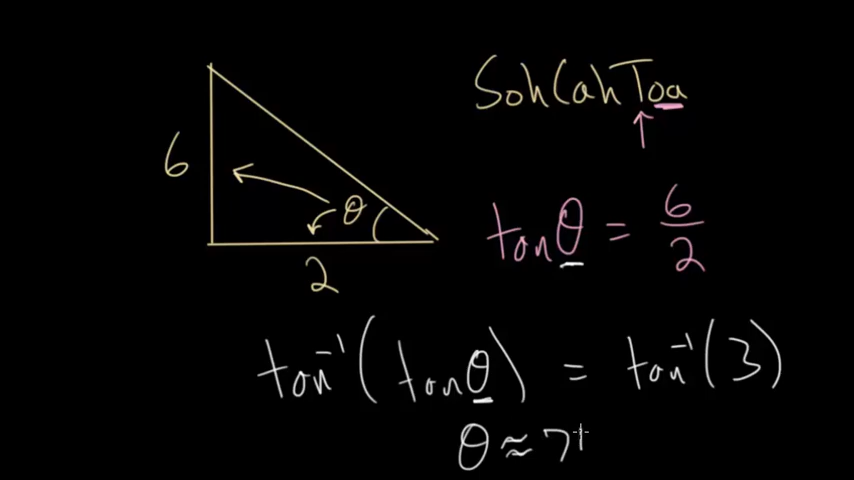 SohCahToa
6
θ
tanθ = 6/2
2
tan⁻¹(tanθ) = tan⁻¹(3)
θ ≈ 71